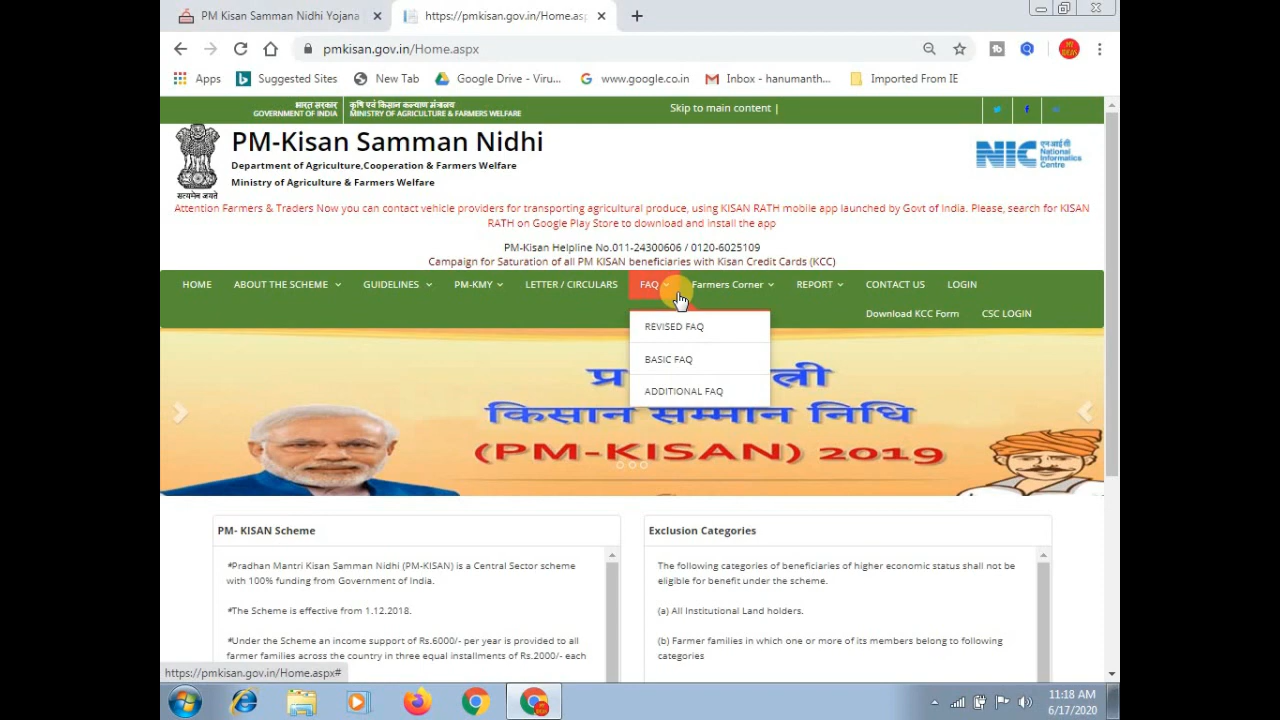 PM Kisan Samman Nidhi Yojana
https://pmkisan.gov.in/Home.asp
pmkisan.gov.in/Home.aspx
Apps
Suggested Sites
New Tab
Google Drive - Viru...
www.google.co.in
Inbox - hanumanth...
Imported From IE
भारत सरकार
GOVERNMENT OF INDIA
कृषि एवं किसान कल्याण मंत्रालय
MINISTRY OF AGRICULTURE & FARMERS WELFARE
Skip to main content |
PM-Kisan Samman Nidhi
Department of Agriculture Cooperation & Farmers Welfare
Ministry of Agriculture & Farmers Welfare
सत्यमेव जयते
NIC एन आई सी
National
Informatics
Centre
Attention Farmers & Traders Now you can contact vehicle providers for transporting agricultural produce, using KISAN RATH mobile app launched by Govt of India. Please, search for KISAN
RATH on Google Play Store to download and install the app
PM-Kisan Helpline No.011-24300606 / 0120-6025109
Campaign for Saturation of all PM KISAN beneficiaries with Kisan Credit Cards (KCC)
HOME ABOUT THE SCHEME GUIDELINES PM-KMY LETTER / CIRCULARS FAQ Farmers Corner REPORT CONTACT US LOGIN
Download KCC Form CSC LOGIN
REVISED FAQ
BASIC FAQ
ADDITIONAL FAQ
किसान सम्मान निधि
(PM-KISAN) 2019
PM- KISAN Scheme
*Pradhan Mantri Kisan Samman Nidhi (PM-KISAN) is a Central Sector scheme
with 100% funding from Government of India.
*The Scheme is effective from 1.12.2018.
*Under the Scheme an income support of Rs.6000/- per year is provided to all
farmer families across the country in three equal installments of Rs.2000/- each
Exclusion Categories
The following categories of beneficiaries of higher economic status shall not be
eligible for benefit under the scheme.
(a) All Institutional Land holders.
(b) Farmer families in which one or more of its members belong to following
categories
https://pmkisan.gov.in/Home.aspx#
11:18 AM
6/17/2020